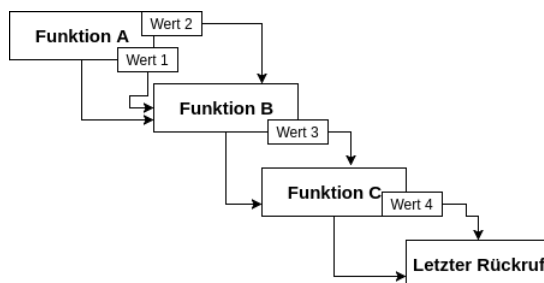 Wert 2
Funktion A
Wert 1
Funktion B
Wert 3
Funktion C
Wert 4
Letzter Rückruf